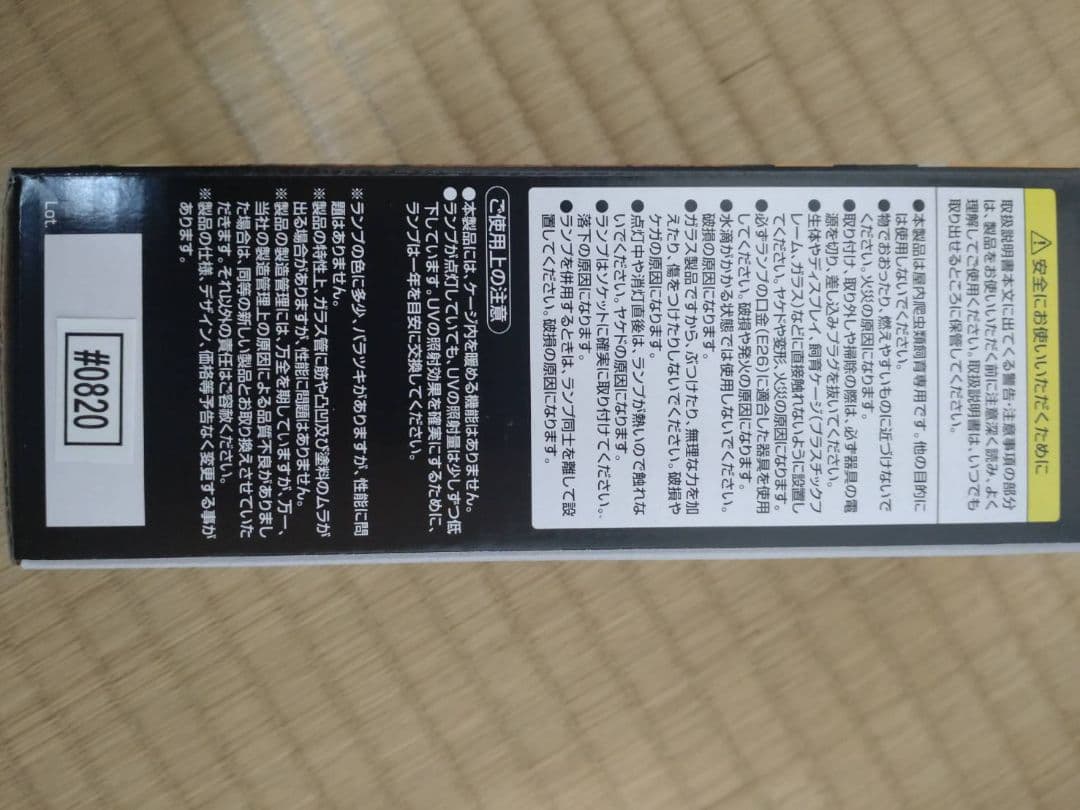 ⚠安全にお使いいただくために
取扱説明書本文に出てくる警告・注意事項の部分
は、製品をお使いいただく前に注意深く読み、よく
理解してご使用ください。取扱説明書は、いつでも
取り出せるところに保管してください。
●本製品は屋内爬虫類飼育専用です。他の目的に
は使用しないでください。
●物でおおったり、燃えやすいものに近づけないで
ください。火災の原因になります。
●取り付け、取り外しや掃除の際は、必ず器具の電
源を切り、差し込みプラグを抜いてください。
●生体やディスプレイ、飼育ケージ(プラスチックフ
レーム、ガラス)などに直接触れないように設置し
てください。ヤケドや変形、火災の原因になります。
●必ずランプの口金(E26)に適合した器具を使用
してください。破損や発火の原因になります。
●水滴がかかる状態では使用しないでください。
破損の原因になります。
●ガラス製品ですから、ぶつけたり、無理な力を加
えたり、傷をつけたりしないでください。破損や
ケガの原因になります。
●点灯中や消灯直後は、ランプが熱いので触れな
いでください。ヤケドの原因になります。
●ランプはソケットに確実に取り付けてください。
落下の原因になります。
●ランプを併用するときは、ランプ同士を離して設
置してください。破損の原因になります。
ご使用上の注意
●本製品には、ケージ内を暖める機能はありません。
●ランプが点灯していても、UVの照射量は少しずつ低
下しています。UVの照射効果を確実にするために、
ランプは一年を目安に交換してください。
※ランプの色に多少、バラツキがありますが、性能に問
題はありません。
※製品の特性上、ガラス管に筋や凸凹及び塗料のムラが
出る場合がありますが、性能に問題はありません。
※製品の製造管理には、万全を期していますが、万一、
当社の製造管理上の原因による品質不良がありまし
た場合は、同等の新しい製品とお取り換えさせていた
だきます。それ以外の責任はご容赦ください。
※製品の仕様、デザイン、価格等予告なく変更する事が
あります。
Lot.
#0820